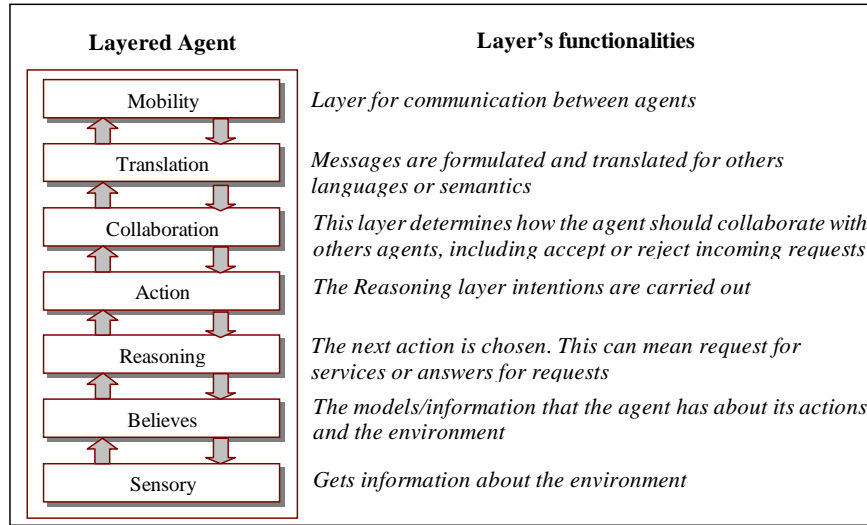 Layered Agent
Layer's functionalities
Mobility
Layer for communication between agents
Translation
Messages are formulated and translated for others
languages or semantics
Collaboration
This layer determines how the agent should collaborate with
others agents, including accept or reject incoming requests
Action
The Reasoning layer intentions are carried out
Reasoning
The next action is chosen. This can mean request for
services or answers for requests
Believes
The models/information that the agent has about its actions
and the environment
Sensory
Gets information about the environment